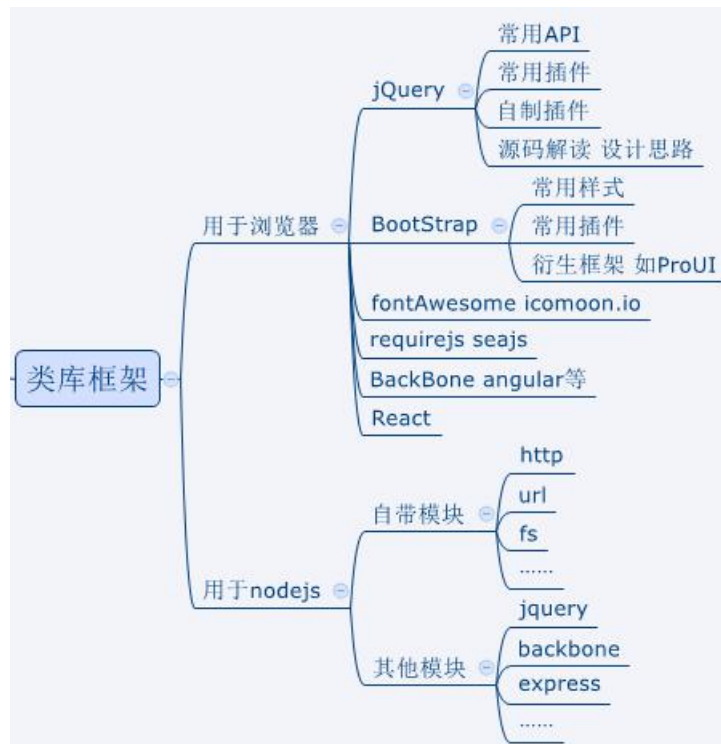 类库框架
用于浏览器
jQuery
常用API
常用插件
自制插件
源码解读 设计思路
BootStrap
常用样式
常用插件
衍生框架 如ProUI
fontAwesome icomoon.io
requirejs seajs
BackBone angular等
React
用于nodejs
自带模块
http
url
fs
……
其他模块
jquery
backbone
express
……